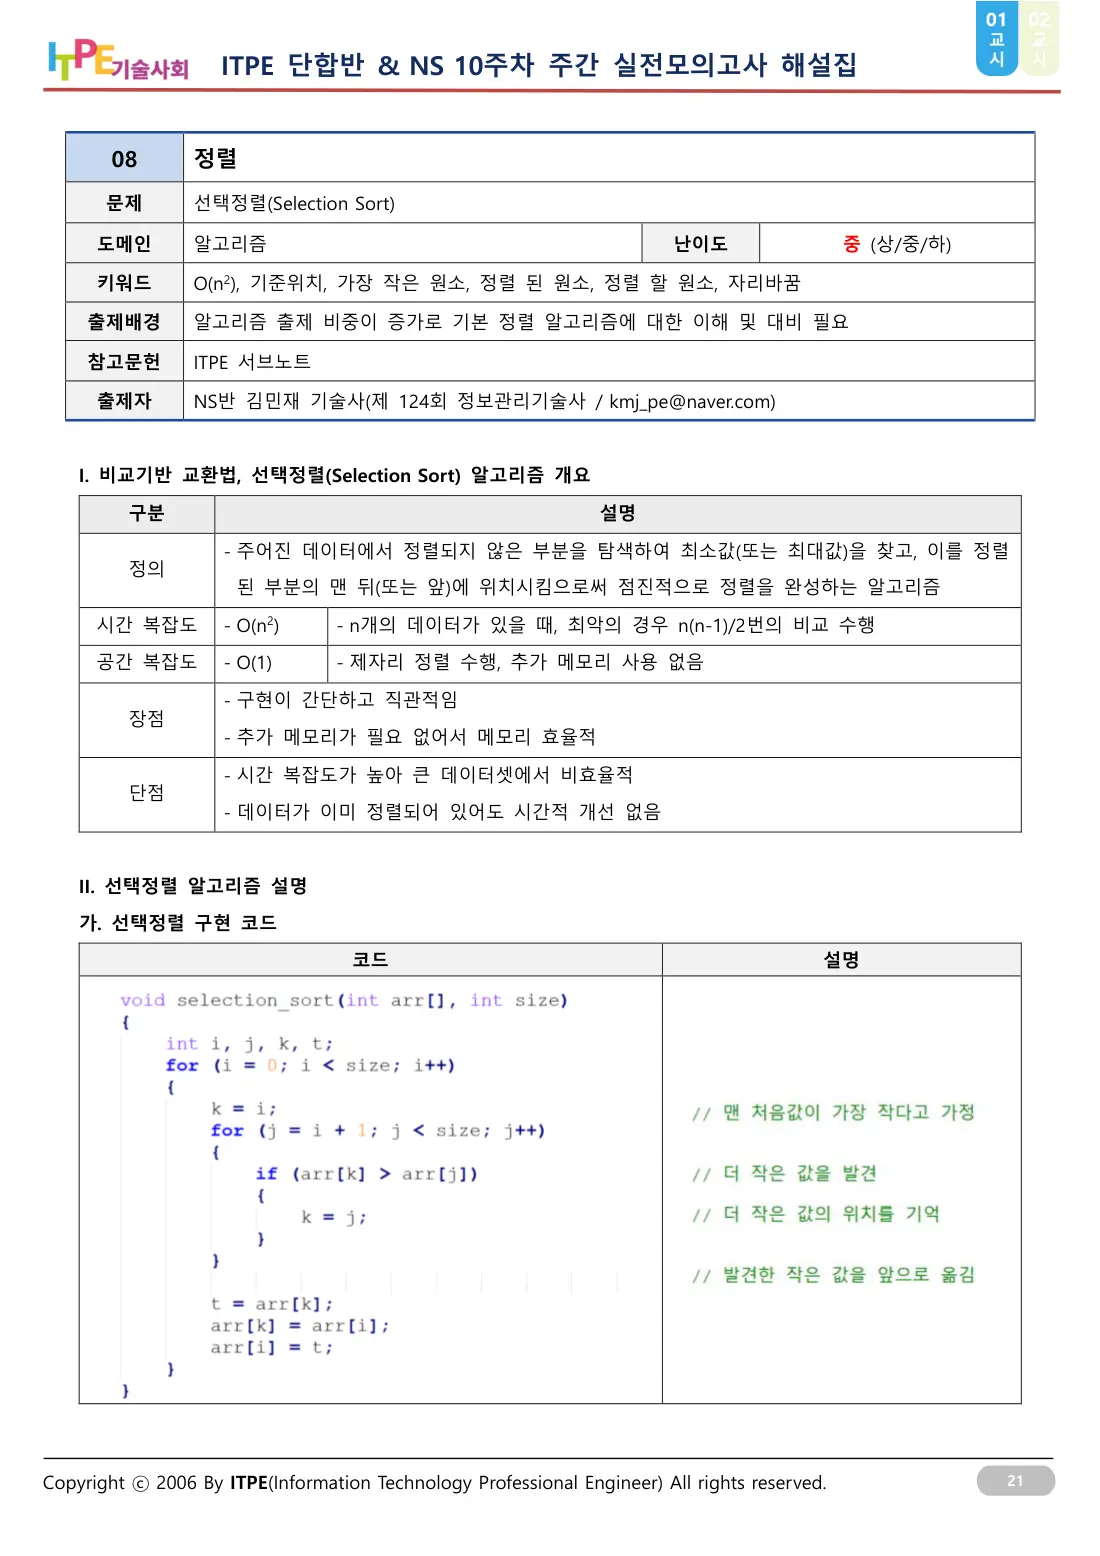 ITPE기술사회 ITPE 단합반 & NS 10주차 주간 실전모의고사 해설집
01 교시
02 교시
08 정렬
문제 선택정렬(Selection Sort)
도메인 알고리즘 난이도 중 (상/중/하)
키워드 O(n²), 기준위치, 가장 작은 원소, 정렬 된 원소, 정렬 할 원소, 자리바꿈
출제배경 알고리즘 출제 비중이 증가로 기본 정렬 알고리즘에 대한 이해 및 대비 필요
참고문헌 ITPE 서브노트
출제자 NS반 김민재 기술사(제 124회 정보관리기술사 / kmj_pe@naver.com)
I. 비교기반 교환법, 선택정렬(Selection Sort) 알고리즘 개요
구분 설명
정의
- 주어진 데이터에서 정렬되지 않은 부분을 탐색하여 최소값(또는 최대값)을 찾고, 이를 정렬
된 부분의 맨 뒤(또는 앞)에 위치시킴으로써 점진적으로 정렬을 완성하는 알고리즘
시간 복잡도 - O(n²) - n개의 데이터가 있을 때, 최악의 경우 n(n-1)/2번의 비교 수행
공간 복잡도 - O(1) - 제자리 정렬 수행, 추가 메모리 사용 없음
장점
- 구현이 간단하고 직관적임
- 추가 메모리가 필요 없어서 메모리 효율적
단점
- 시간 복잡도가 높아 큰 데이터셋에서 비효율적
- 데이터가 이미 정렬되어 있어도 시간적 개선 없음
II. 선택정렬 알고리즘 설명
가. 선택정렬 구현 코드
코드 설명
void selection_sort(int arr[], int size)
{
int i, j, k, t;
for (i = 0; i < size; i++)
{
k = i;
for (j = i + 1; j < size; j++)
{
if (arr[k] > arr[j])
{
k = j;
}
}
t = arr[k];
arr[k] = arr[i];
arr[i] = t;
}
}
// 맨 처음값이 가장 작다고 가정
// 더 작은 값을 발견
// 더 작은 값의 위치를 기억
// 발견한 작은 값을 앞으로 옮김
Copyright ⓒ 2006 By ITPE(Information Technology Professional Engineer) All rights reserved.
21